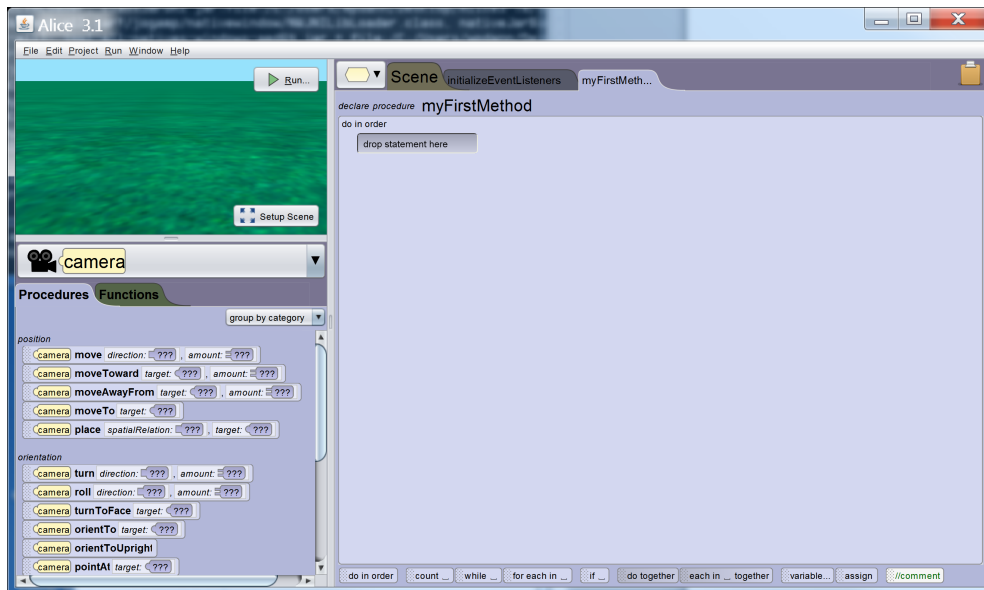 Alice 3.1
File Edit Project Run Window Help
Run...
Setup Scene
camera
Procedures Functions
group by category
position
camera move direction: ??? , amount: ???
camera moveToward target: ??? , amount: ???
camera moveAwayFrom target: ??? , amount: ???
camera moveTo target: ???
camera place spatialRelation: ??? , target: ???
orientation
camera turn direction: ??? , amount: ???
camera roll direction: ??? , amount: ???
camera turnToFace target: ???
camera orientTo target: ???
camera orientToUpright
camera pointAt target: ???
Scene initializeEventListeners myFirstMeth...
declare procedure myFirstMethod
do in order
drop statement here
do in order count _ while _ for each in _ if _ do together each in _ together variable... assign //comment